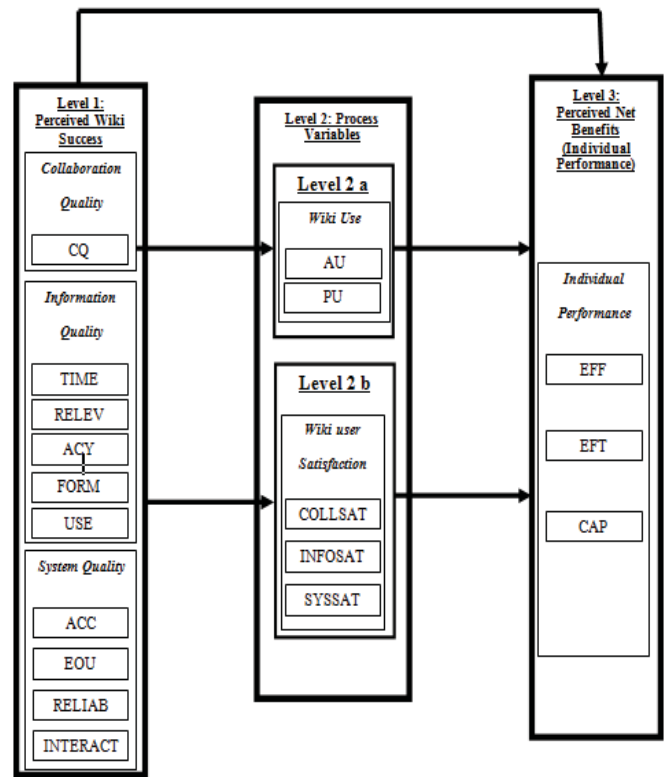 Level 1:
Perceived Wiki
Success
Collaboration
Quality
CQ
Information
Quality
TIME
RELEV
ACY
FORM
USE
System Quality
ACC
EOU
RELIAB
INTERACT
Level 2: Process
Variables
Level 2 a
Wiki Use
AU
PU
Level 2 b
Wiki user
Satisfaction
COLLSAT
INFOSAT
SYSSAT
Level 3:
Perceived Net
Benefits
(Individual
Performance)
Individual
Performance
EFF
EFT
CAP